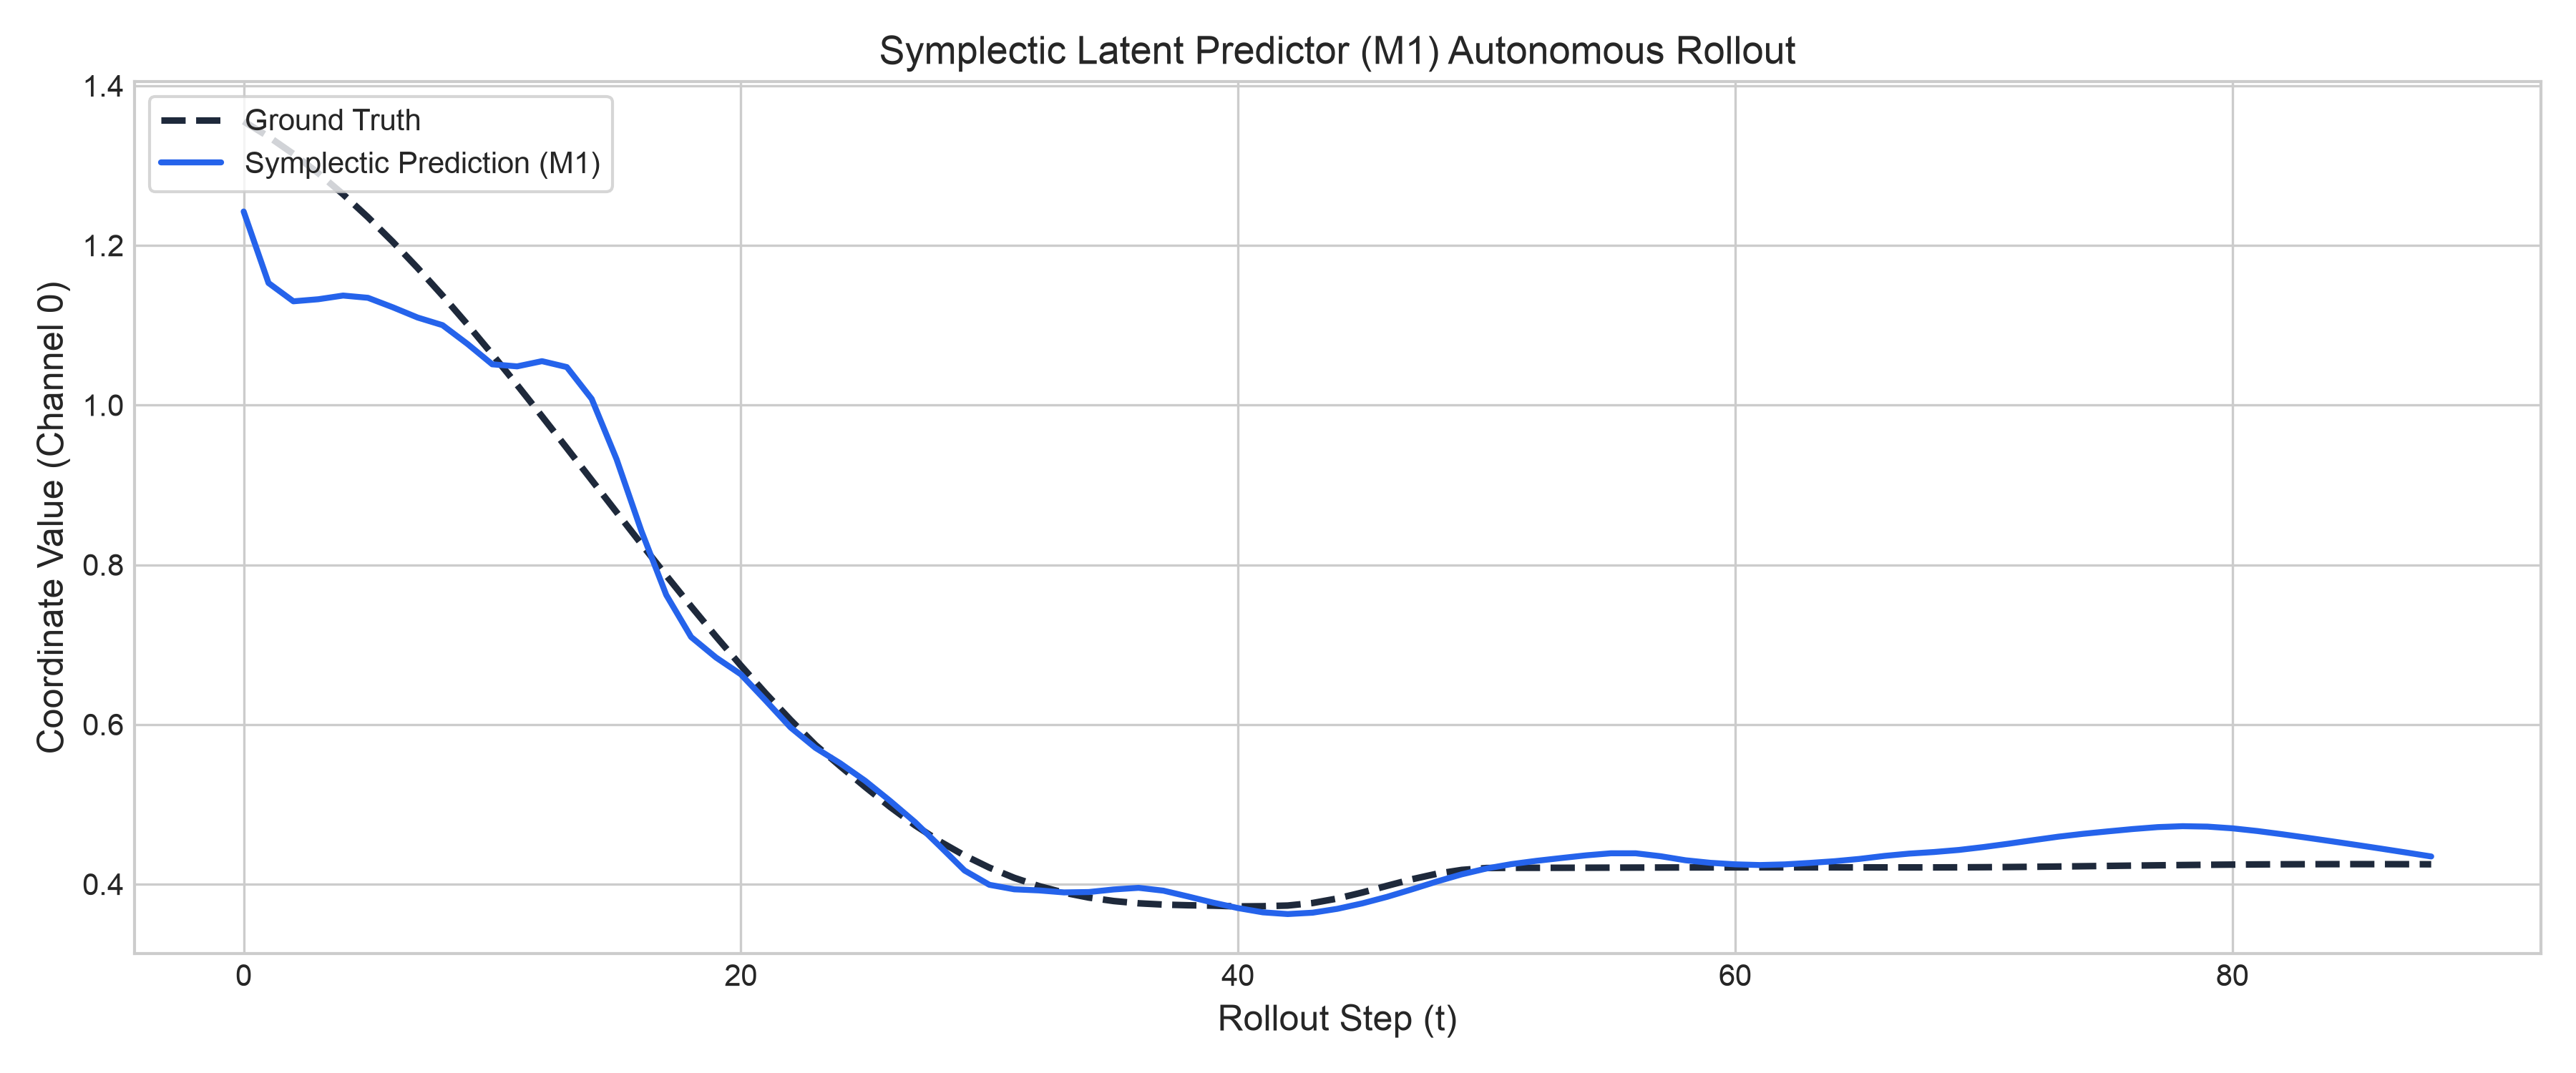 Symplectic Latent Predictor (M1) Autonomous Rollout
Ground Truth
Symplectic Prediction (M1)
Coordinate Value (Channel 0)
1.4
1.2
1.0
0.8
0.6
0.4
0 20 40 60 80
Rollout Step (t)